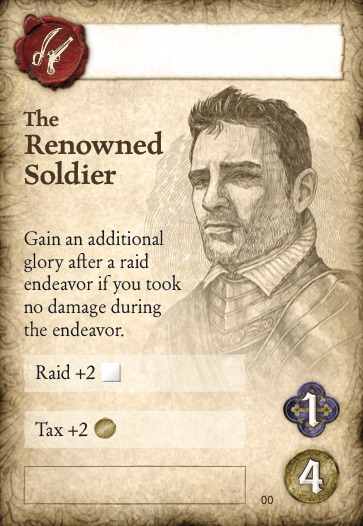 The
Renowned
Soldier
Gain an additional
glory after a raid
endeavor if you took
no damage during
the endeavor.
Raid +2
Tax +2
1
4
00